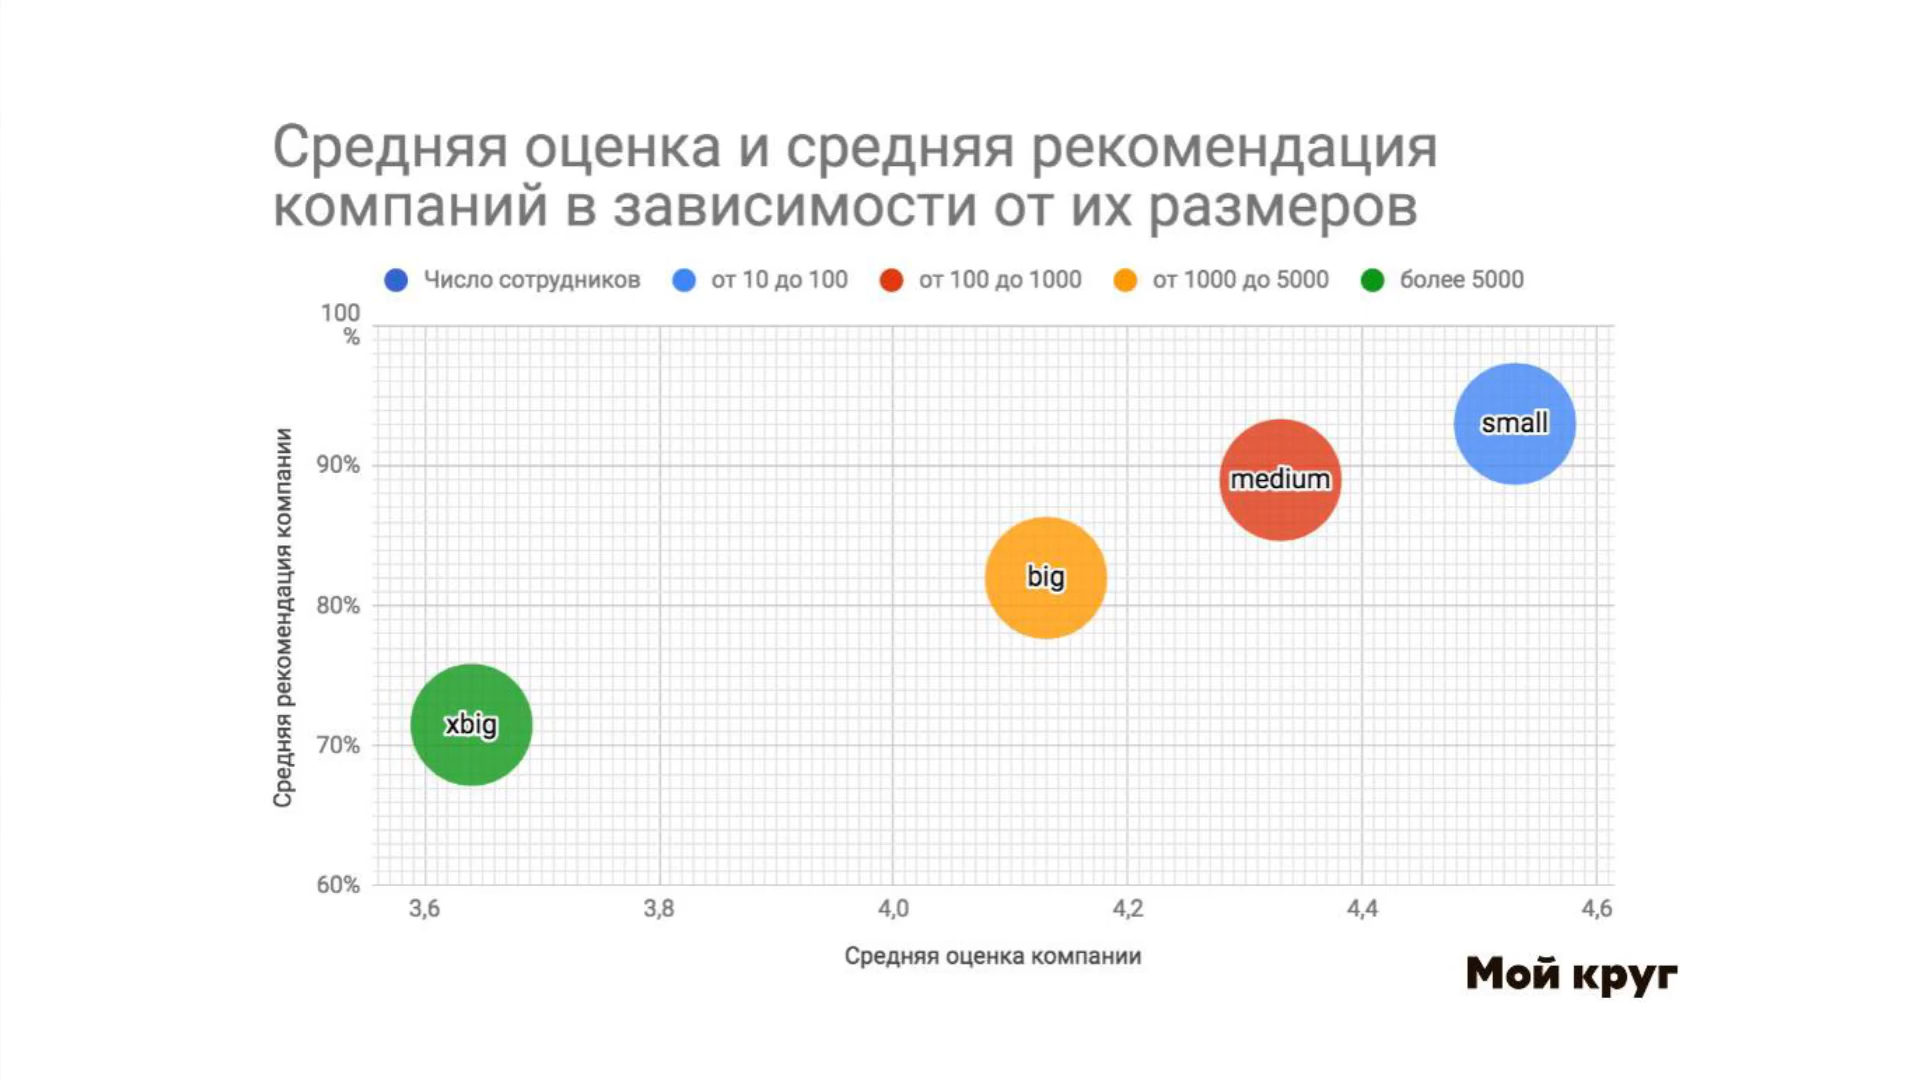 Средняя оценка и средняя рекомендация
компаний в зависимости от их размеров
Число сотрудников от 10 до 100 от 100 до 1000 от 1000 до 5000 более 5000
100
%
90%
80%
70%
60%
Средняя рекомендация компании
small
medium
big
xbig
3,6 3,8 4,0 4,2 4,4 4,6
Средняя оценка компании
Мой круг